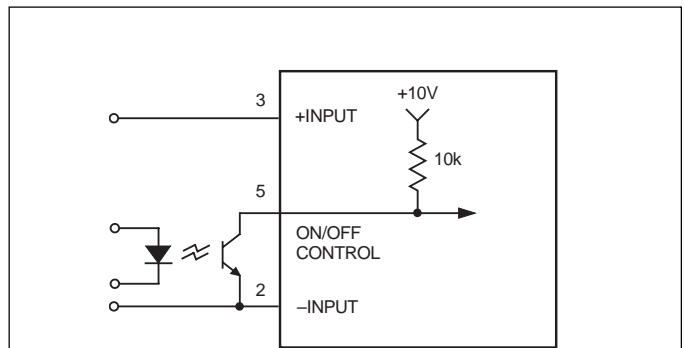 3
+INPUT
+10V
10k
5
ON/OFF
CONTROL
2
–INPUT